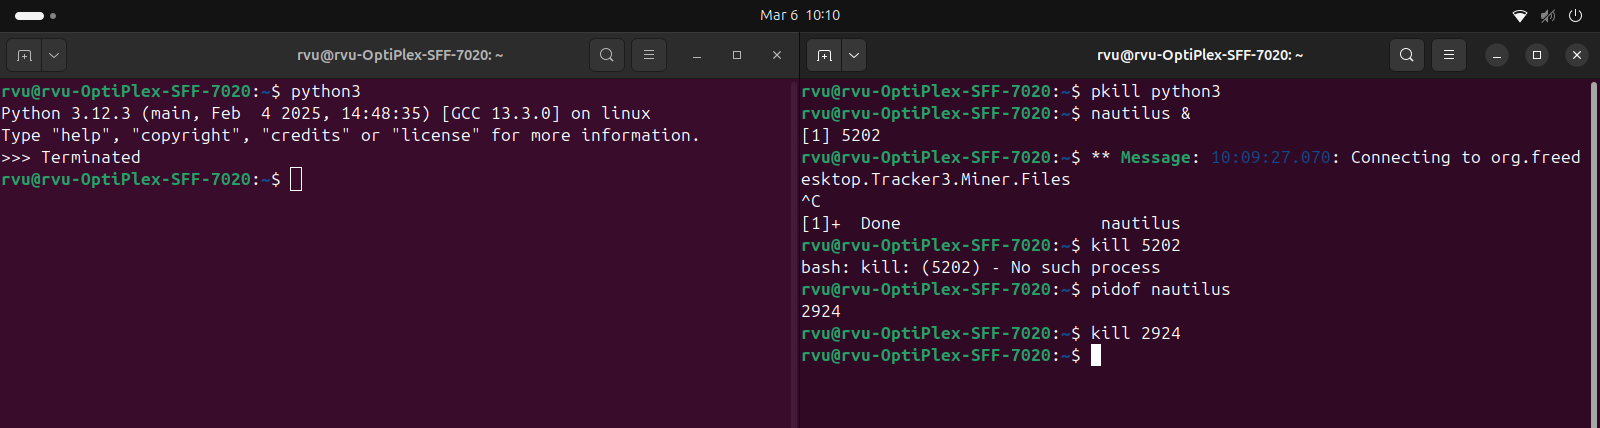 Mar 6 10:10
rvu@rvu-OptiPlex-SFF-7020: ~
rvu@rvu-OptiPlex-SFF-7020:~$ python3
Python 3.12.3 (main, Feb  4 2025, 14:48:35) [GCC 13.3.0] on linux
Type "help", "copyright", "credits" or "license" for more information.
>>> Terminated
rvu@rvu-OptiPlex-SFF-7020:~$
rvu@rvu-OptiPlex-SFF-7020: ~
rvu@rvu-OptiPlex-SFF-7020:~$ pkill python3
rvu@rvu-OptiPlex-SFF-7020:~$ nautilus &
[1] 5202
rvu@rvu-OptiPlex-SFF-7020:~$ ** Message: 10:09:27.070: Connecting to org.freed
esktop.Tracker3.Miner.Files
^C
[1]+  Done                    nautilus
rvu@rvu-OptiPlex-SFF-7020:~$ kill 5202
bash: kill: (5202) - No such process
rvu@rvu-OptiPlex-SFF-7020:~$ pidof nautilus
2924
rvu@rvu-OptiPlex-SFF-7020:~$ kill 2924
rvu@rvu-OptiPlex-SFF-7020:~$